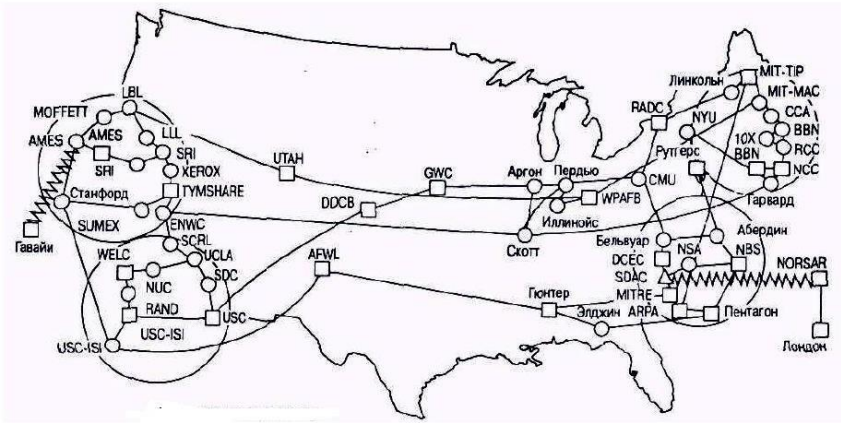 LBL
MOFFETT
AMES
AMES
LLL
SRI
SRI
XEROX
TYMSHARE
Станфорд
SUMEX
ENWC
SCRL
UCLA
Гавайи
WELC
NUC
SDC
RAND
USC
USC-ISI
USC-ISI
UTAH
DDCB
GWC
AFWL
Аргон
Пердью
Иллинойс
WPAFB
Скотт
CMU
RADC
Линкольн
MIT-TIP
MIT-MAC
NYU
CCA
BBN
10X
BBN
RCC
NCC
Рутгерс
Гарвард
Бельвуар
Абердин
DCEC
NSA
NBS
SDAC
NORSAR
MITRE
ARPA
Пентагон
Гюнтер
Элджин
Лондон